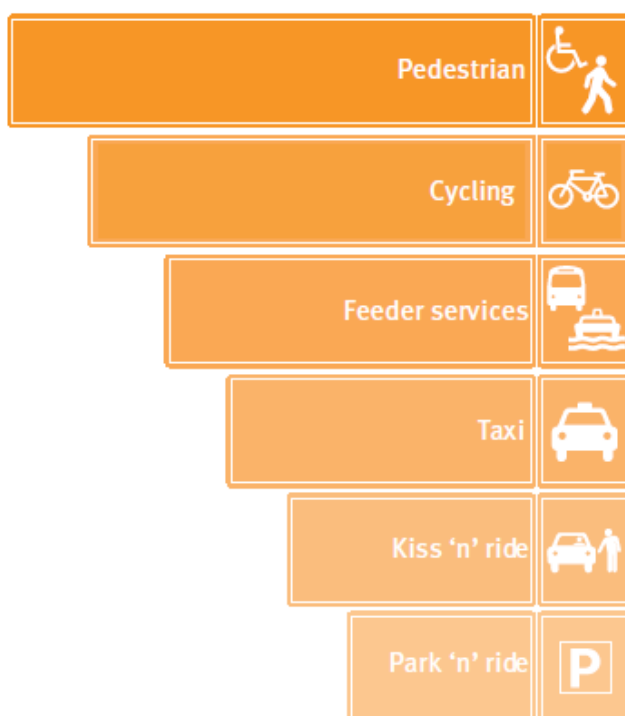 Pedestrian
Cycling
Feeder services
Taxi
Kiss ‘n’ ride
Park ‘n’ ride
P